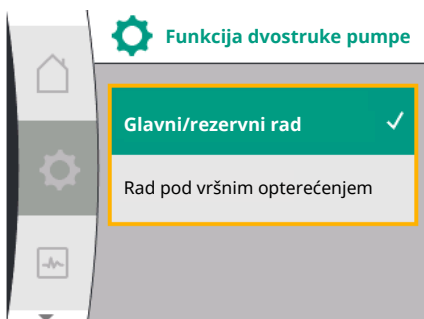 Funkcija dvostruke pumpe
Glavni/rezervni rad
Rad pod vršnim opterećenjem